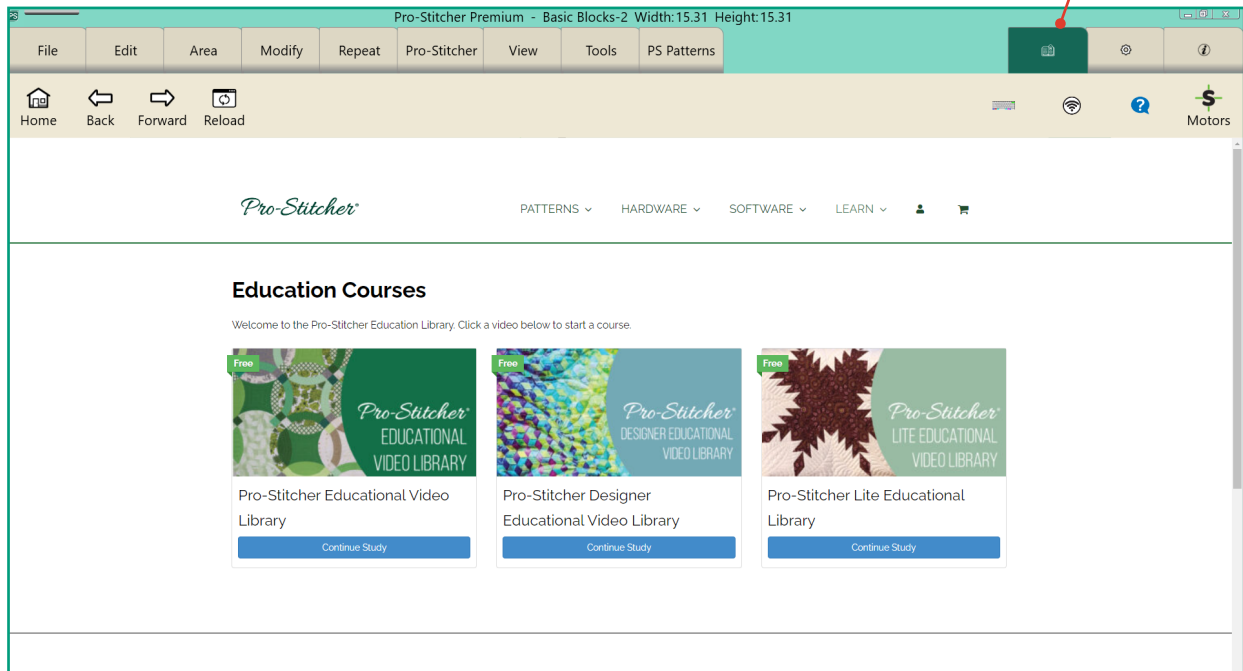 Pro-Stitcher Premium - Basic Blocks-2 Width:15.31 Height:15.31
File Edit Area Modify Repeat Pro-Stitcher View Tools PS Patterns
Home Back Forward Reload Motors
Pro-Stitcher® PATTERNS HARDWARE SOFTWARE LEARN
Education Courses
Welcome to the Pro-Stitcher Education Library. Click a video below to start a course.
Free
Pro-Stitcher®
EDUCATIONAL
VIDEO LIBRARY
Pro-Stitcher Educational Video
Library
Continue Study
Free
Pro-Stitcher®
DESIGNER EDUCATIONAL
VIDEO LIBRARY
Pro-Stitcher Designer
Educational Video Library
Continue Study
Free
Pro-Stitcher®
LITE EDUCATIONAL
VIDEO LIBRARY
Pro-Stitcher Lite Educational
Library
Continue Study